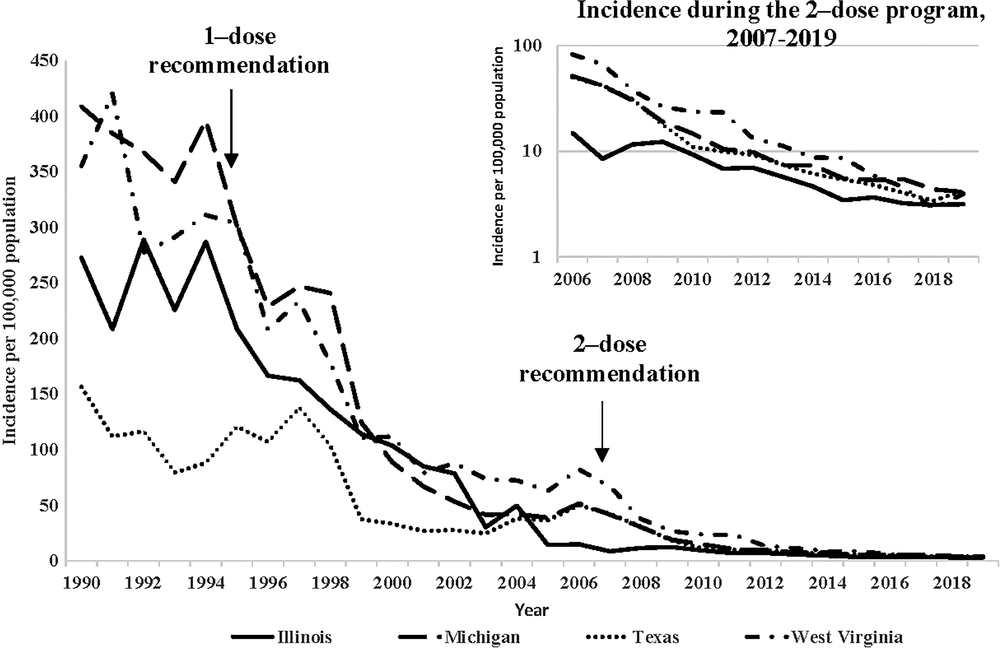 Incidence during the 2–dose program,
2007-2019
1–dose
recommendation
450
400
350
300
250
200
150
100
50
0
Incidence per 100,000 population
100
10
1
Incidence per 100,000 population
2006 2008 2010 2012 2014 2016 2018
2–dose
recommendation
1990 1992 1994 1996 1998 2000 2002 2004 2006 2008 2010 2012 2014 2016 2018
Year
Illinois Michigan Texas West Virginia